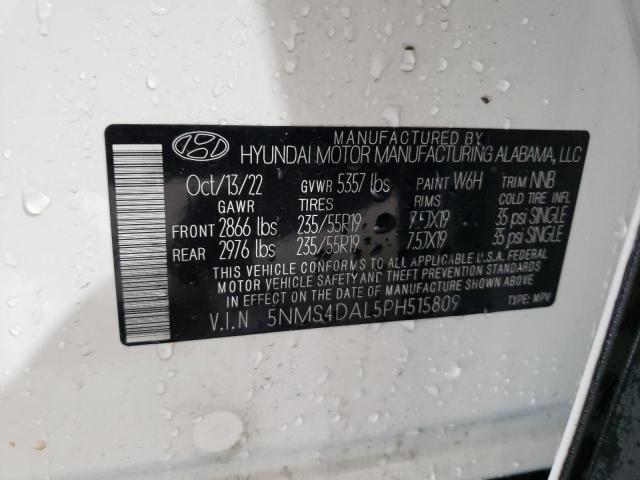 MANUFACTURED BY
HYUNDAI MOTOR MANUFACTURING ALABAMA, LLC
Oct/13/22 GVWR 5357 lbs PAINT W6H TRIM NNB
GAWR TIRES RIMS COLD TIRE INFL
FRONT 2866 lbs 235/55R19 7.5JX19 35 psi SINGLE
REAR 2976 lbs 235/55R19 7.5JX19 35 psi SINGLE
THIS VEHICLE CONFORMS TO ALL APPLICABLE U.S.A. FEDERAL
MOTOR VEHICLE SAFETY AND THEFT PREVENTION STANDARDS
IN EFFECT ON THE DATE OF MANUFACTURE SHOWN ABOVE
V.I.N 5NMS4DAL5PH515809 TYPE: MPV